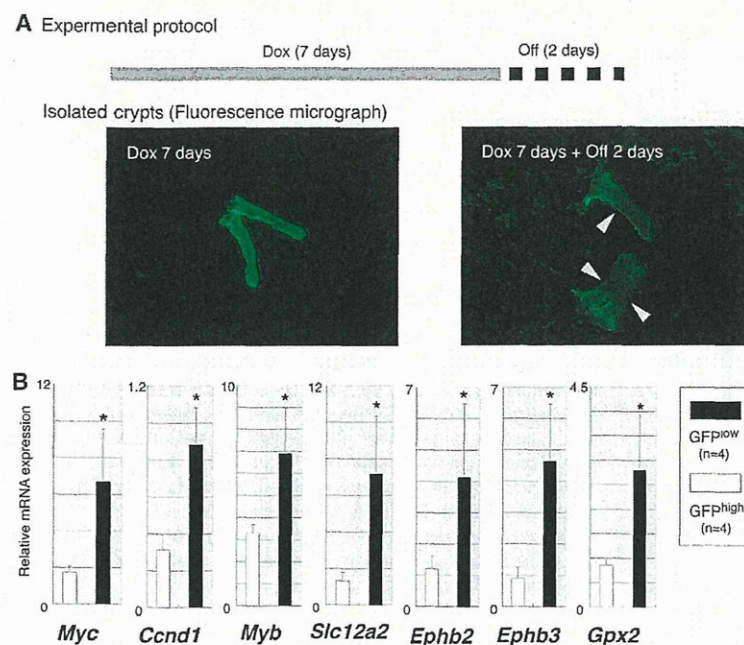 A Expermental protocol
Dox (7 days)
Off (2 days)
Isolated crypts (Fluorescence micrograph)
Dox 7 days
Dox 7 days + Off 2 days
B
Relative mRNA expression
12
*
0
Myc
1.2
*
0
Ccnd1
10
*
0
Myb
12
*
0
Slc12a2
7
*
0
Ephb2
7
*
0
Ephb3
4.5
*
0
Gpx2
GFPlow
(n=4)
GFPhigh
(n=4)